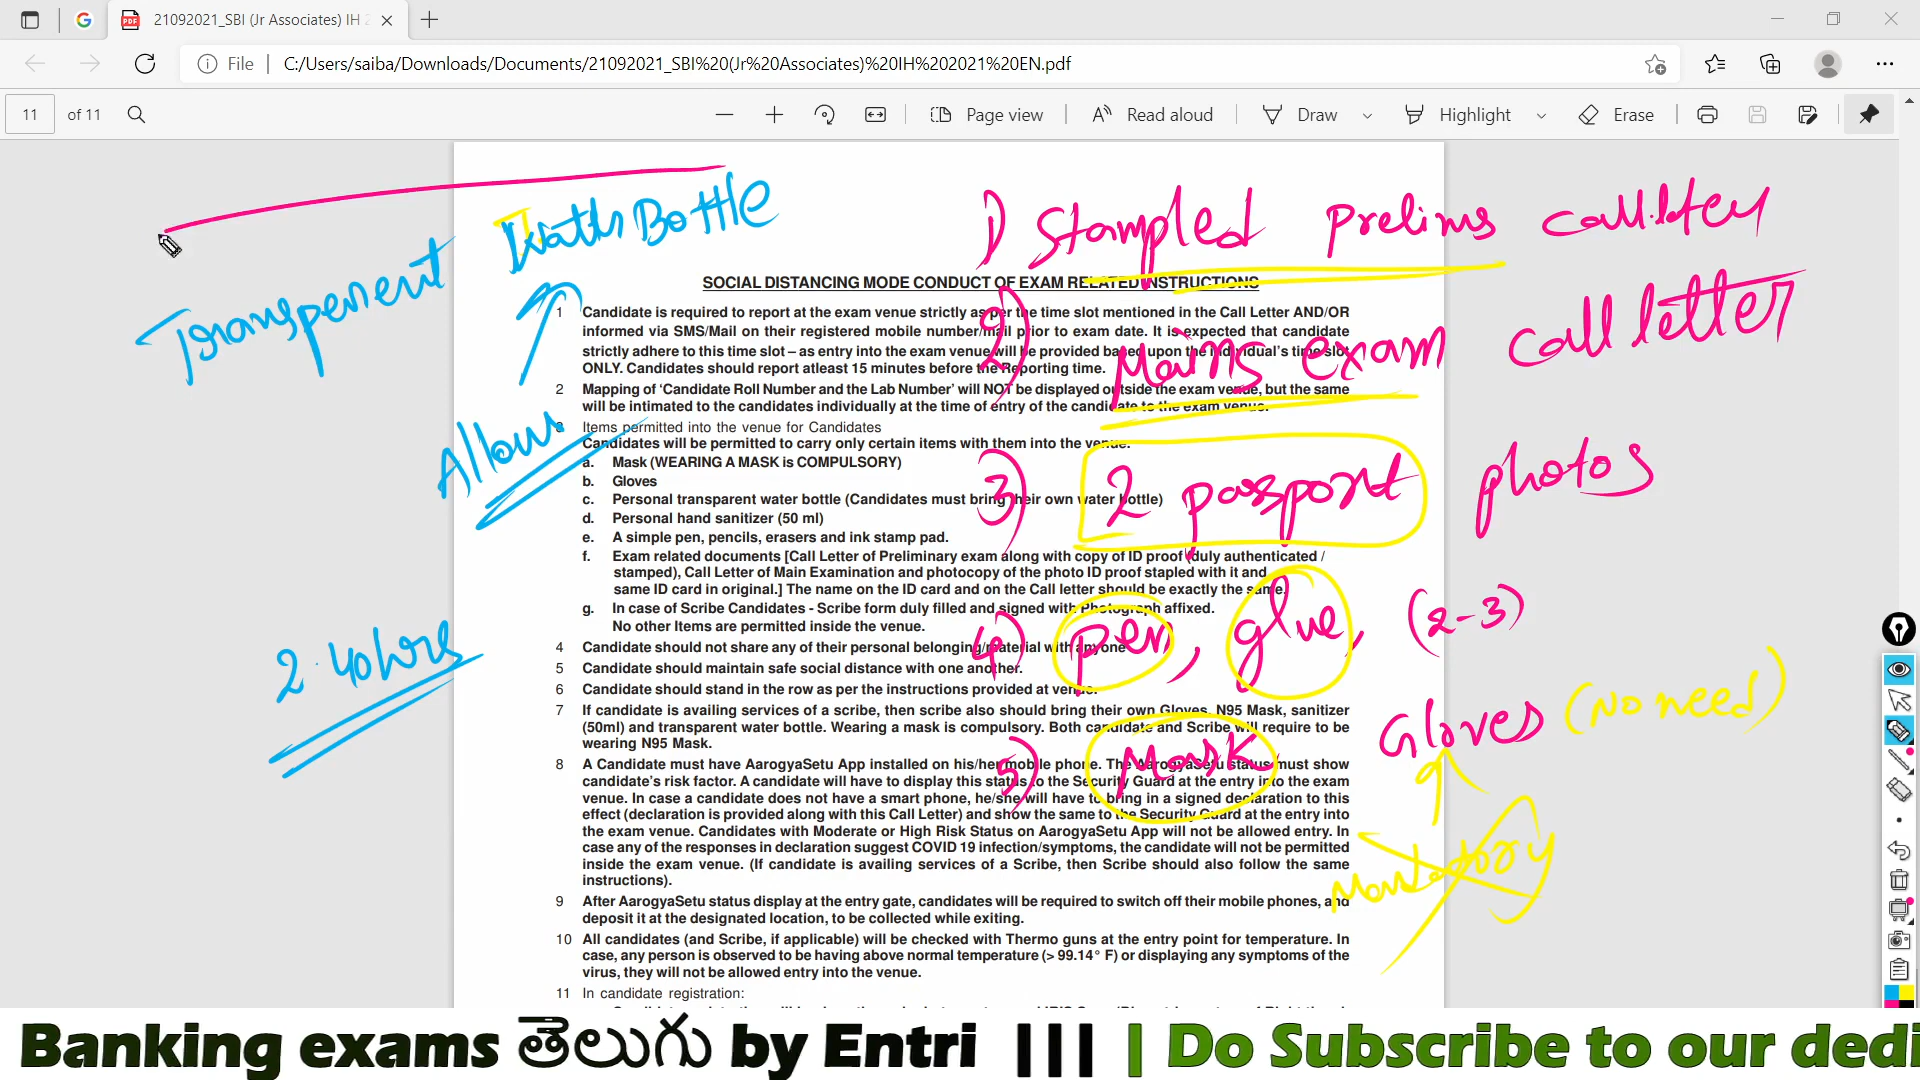 21092021_SBI (Jr Associates) IH 2
File
C:/Users/saiba/Downloads/Documents/21092021_SBI%20(Jr%20Associates)%20IH%202021%20EN.pdf
11 of 11
Page view
Read aloud
Draw
Highlight
Erase
Transperent Watter Bottle
Allows
2.40hrs
1) Stampled Prelims call.letter
2) Mains exam call letter
3) 2 passport photos
4) pen, glue, (2-3)
5) Mask Gloves (No need)
Mandatory
SOCIAL DISTANCING MODE CONDUCT OF EXAM RELATED INSTRUCTIONS
1 Candidate is required to report at the exam venue strictly as per the time slot mentioned in the Call Letter AND/OR
informed via SMS/Mail on their registered mobile number/mail prior to exam date. It is expected that candidate
strictly adhere to this time slot – as entry into the exam venue will be provided based upon the individual's time slot
ONLY. Candidates should report atleast 15 minutes before the Reporting time.
2 Mapping of 'Candidate Roll Number and the Lab Number' will NOT be displayed outside the exam venue, but the same
will be intimated to the candidates individually at the time of entry of the candidate to the exam venue.
3 Items permitted into the venue for Candidates
Candidates will be permitted to carry only certain items with them into the venue.
a. Mask (WEARING A MASK is COMPULSORY)
b. Gloves
c. Personal transparent water bottle (Candidates must bring their own water bottle)
d. Personal hand sanitizer (50 ml)
e. A simple pen, pencils, erasers and ink stamp pad.
f. Exam related documents [Call Letter of Preliminary exam along with copy of ID proof (duly authenticated /
stamped), Call Letter of Main Examination and photocopy of the photo ID proof stapled with it and
same ID card in original.] The name on the ID card and on the Call letter should be exactly the same.
g. In case of Scribe Candidates - Scribe form duly filled and signed with Photograph affixed.
No other Items are permitted inside the venue.
4 Candidate should not share any of their personal belonging/material with anyone
5 Candidate should maintain safe social distance with one another.
6 Candidate should stand in the row as per the instructions provided at venue.
7 If candidate is availing services of a scribe, then scribe also should bring their own Gloves, N95 Mask, sanitizer
(50ml) and transparent water bottle. Wearing a mask is compulsory. Both candidate and Scribe will require to be
wearing N95 Mask.
8 A Candidate must have AarogyaSetu App installed on his/her mobile phone. The AarogyaSetu status must show
candidate's risk factor. A candidate will have to display this status to the Security Guard at the entry into the exam
venue. In case a candidate does not have a smart phone, he/she will have to bring in a signed declaration to this
effect (declaration is provided along with this Call Letter) and show the same to the Security Guard at the entry into
the exam venue. Candidates with Moderate or High Risk Status on AarogyaSetu App will not be allowed entry. In
case any of the responses in declaration suggest COVID 19 infection/symptoms, the candidate will not be permitted
inside the exam venue. (If candidate is availing services of a Scribe, then Scribe should also follow the same
instructions).
9 After AarogyaSetu status display at the entry gate, candidates will be required to switch off their mobile phones, and
deposit it at the designated location, to be collected while exiting.
10 All candidates (and Scribe, if applicable) will be checked with Thermo guns at the entry point for temperature. In
case, any person is observed to be having above normal temperature (> 99.14° F) or displaying any symptoms of the
virus, they will not be allowed entry into the venue.
11 In candidate registration:
Banking exams తెలుగు by Entri ||| | Do Subscribe to our dedi